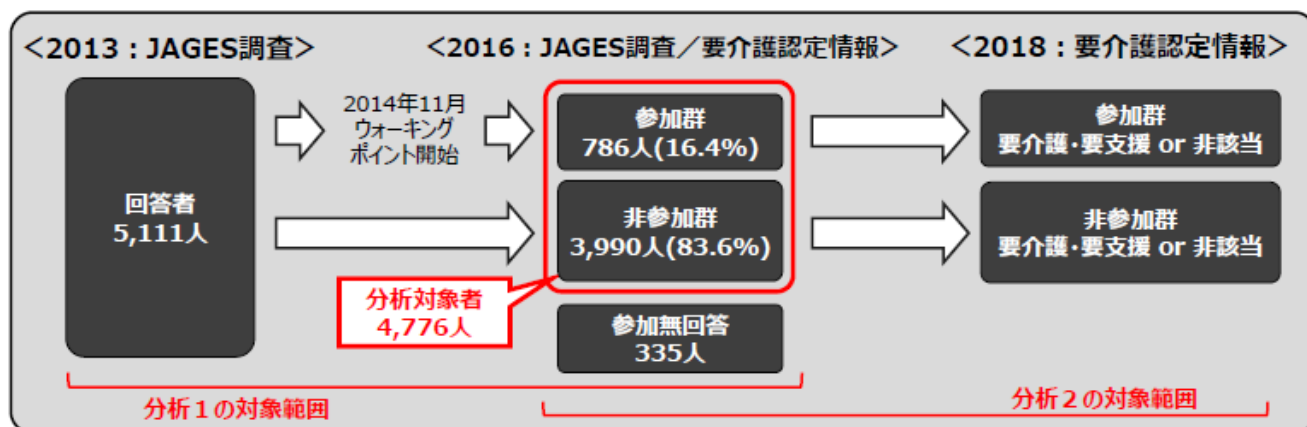 <2013：JAGES調査>
<2016：JAGES調査／要介護認定情報>
<2018：要介護認定情報>
回答者
5,111人
2014年11月
ウォーキング
ポイント開始
参加群
786人(16.4%)
非参加群
3,990人(83.6%)
分析対象者
4,776人
参加無回答
335人
参加群
要介護・要支援 or 非該当
非参加群
要介護・要支援 or 非該当
分析１の対象範囲
分析２の対象範囲